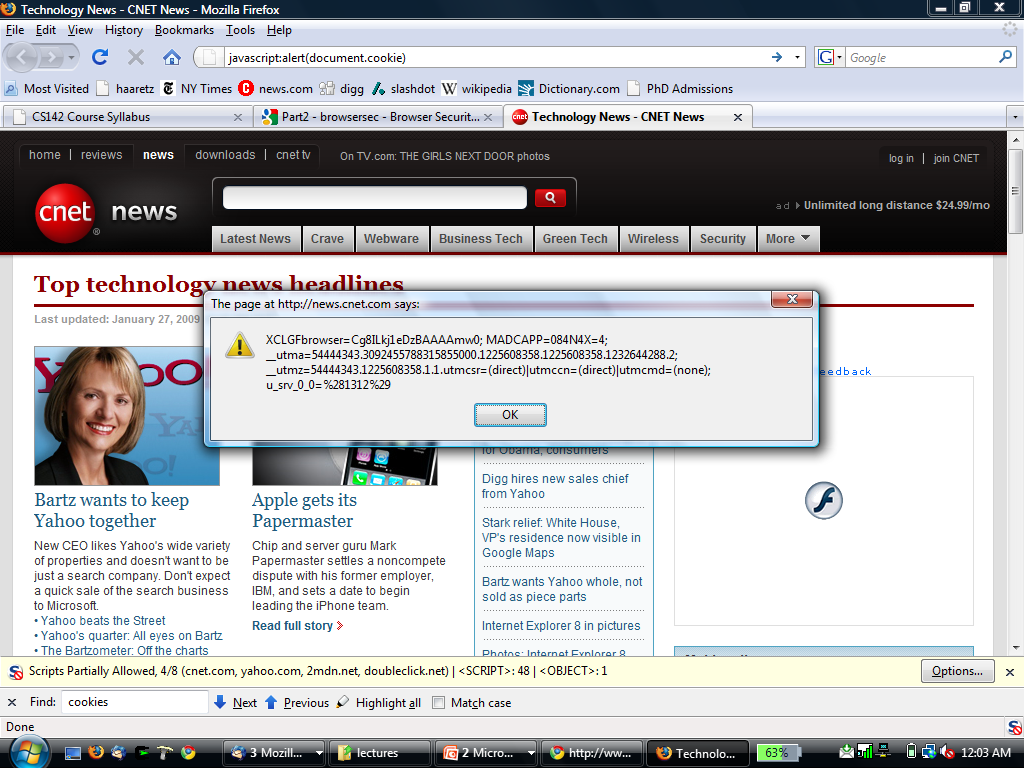 Technology News - CNET News - Mozilla Firefox
File Edit View History Bookmarks Tools Help
javascript:alert(document.cookie)
G Google
Most Visited haaretz NY Times news.com digg slashdot wikipedia Dictionary.com PhD Admissions
CS142 Course Syllabus
Part2 - browsersec - Browser Securit...
Technology News - CNET News
home | reviews news downloads | cnet tv On TV.com: THE GIRLS NEXT DOOR photos log in | join CNET
cnet news
ad Unlimited long distance $24.99/mo
Latest News Crave Webware Business Tech Green Tech Wireless Security More
Top technology news headlines
Last updated: January 27, 2009
The page at http://news.cnet.com says:
XCLGFbrowser=Cg8ILkj1eDzBAAAAmw0; MADCAPP=084N4X=4;
__utma=54444343.3092455788315855000.1225608358.1225608358.1232644288.2;
__utmz=54444343.1225608358.1.1.utmcsr=(direct)|utmccn=(direct)|utmcmd=(none);
u_srv_0_0=%281312%29
OK
eedback
Bartz wants to keep
Yahoo together
New CEO likes Yahoo's wide variety
of properties and doesn't want to be
just a search company. Don't expect
a quick sale of the search business
to Microsoft.
• Yahoo beats the Street
• Yahoo's quarter: All eyes on Bartz
• The Bartzometer: Off the charts
Apple gets its
Papermaster
Chip and server guru Mark
Papermaster settles a noncompete
dispute with his former employer,
IBM, and sets a date to begin
leading the iPhone team.
Read full story
for Obama, consumers
Digg hires new sales chief
from Yahoo
Stark relief: White House,
VP's residence now visible in
Google Maps
Bartz wants Yahoo whole, not
sold as piece parts
Internet Explorer 8 in pictures
Photos: Internet Explorer 8
Scripts Partially Allowed, 4/8 (cnet.com, yahoo.com, 2mdn.net, doubleclick.net) | <SCRIPT>: 48 | <OBJECT>: 1 Options...
Find: cookies Next Previous Highlight all Match case
Done
3 Mozill... lectures 2 Micro... http://ww... Technolo... 63% 12:03 AM